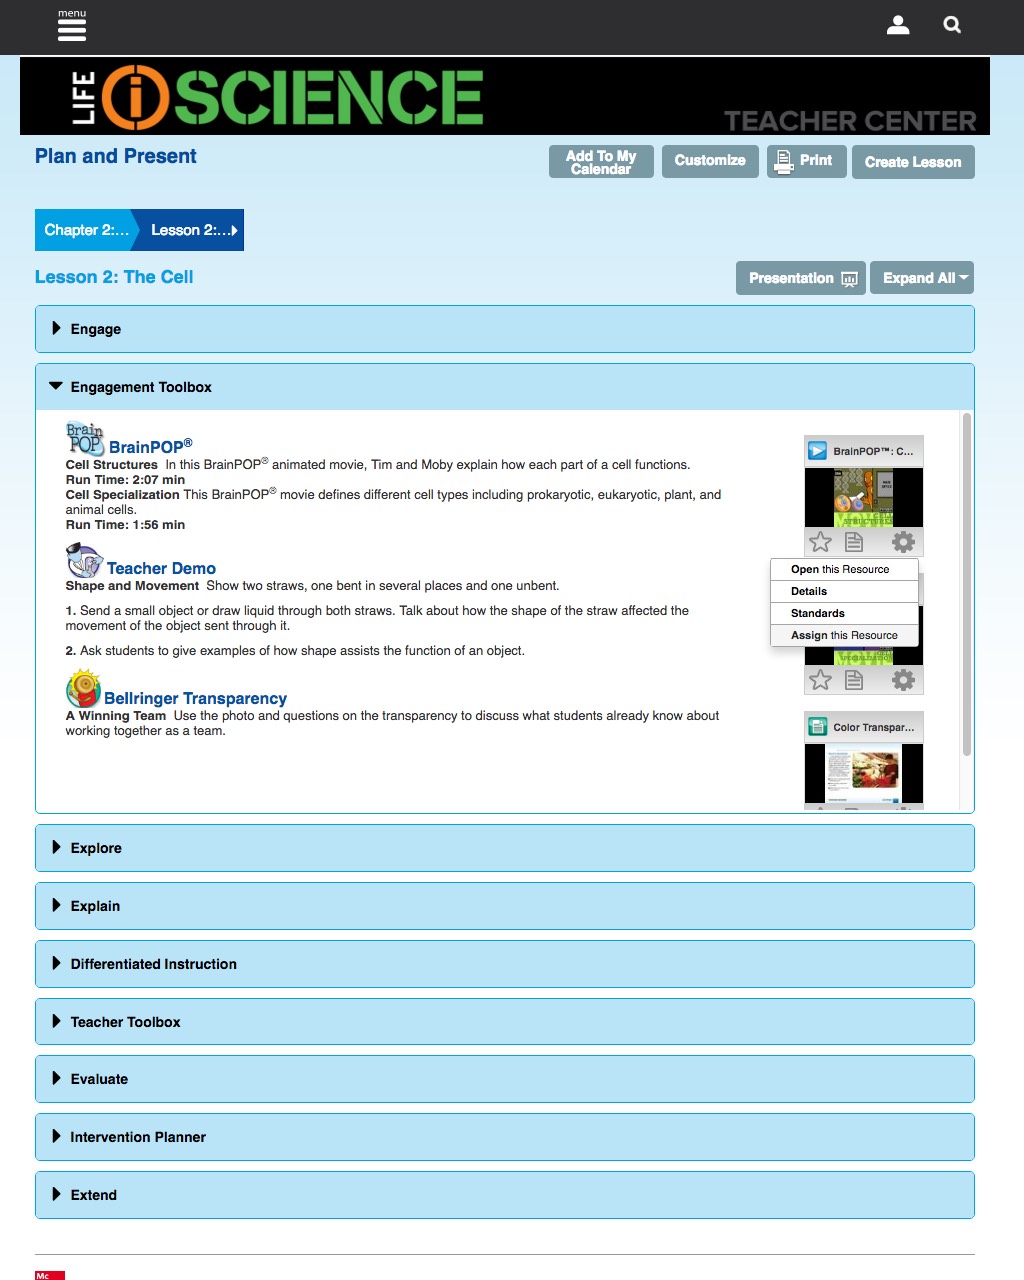 menu
LIFE iSCIENCE
TEACHER CENTER
Plan and Present
Add To My
Calendar
Customize
Print
Create Lesson
Chapter 2:...
Lesson 2:...
Lesson 2: The Cell
Presentation
Expand All
Engage
Engagement Toolbox
Brain
POP
BrainPOP®
Cell Structures In this BrainPOP® animated movie, Tim and Moby explain how each part of a cell functions.
Run Time: 2:07 min
Cell Specialization This BrainPOP® movie defines different cell types including prokaryotic, eukaryotic, plant, and
animal cells.
Run Time: 1:56 min
BrainPOP™: C...
STRUCTURES
Open this Resource
Details
Standards
Assign this Resource
SPECIALIZATION
Teacher Demo
Shape and Movement Show two straws, one bent in several places and one unbent.
1. Send a small object or draw liquid through both straws. Talk about how the shape of the straw affected the
movement of the object sent through it.
2. Ask students to give examples of how shape assists the function of an object.
Bellringer Transparency
A Winning Team Use the photo and questions on the transparency to discuss what students already know about
working together as a team.
Color Transpar...
Explore
Explain
Differentiated Instruction
Teacher Toolbox
Evaluate
Intervention Planner
Extend
Mc